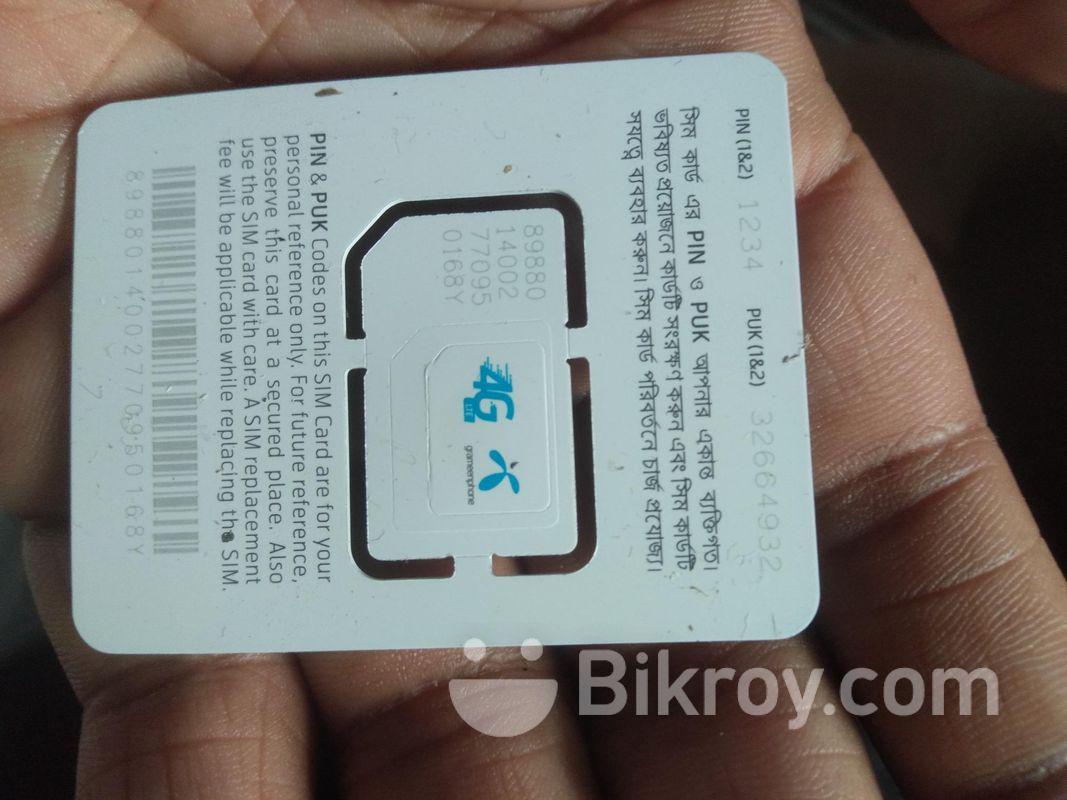 PIN (1&2) 1234 PUK (1&2) 32664932
সিম কার্ড এর PIN ও PUK আপনার একান্ত ব্যক্তিগত।
ভবিষ্যত প্রয়োজনে কার্ডটি সংরক্ষণ করুন এবং সিম কার্ডটি
সযত্নে ব্যবহার করুন। সিম কার্ড পরিবর্তনে চার্জ প্রযোজ্য।
89880
14002
77095
0168Y
4G
LTE
grameenphone
PIN & PUK Codes on this SIM Card are for your
personal reference only. For future reference,
preserve this card at a secured place. Also
use the SIM card with care. A SIM replacement
fee will be applicable while replacing the SIM.
8988014002770950168Y
Bikroy.com